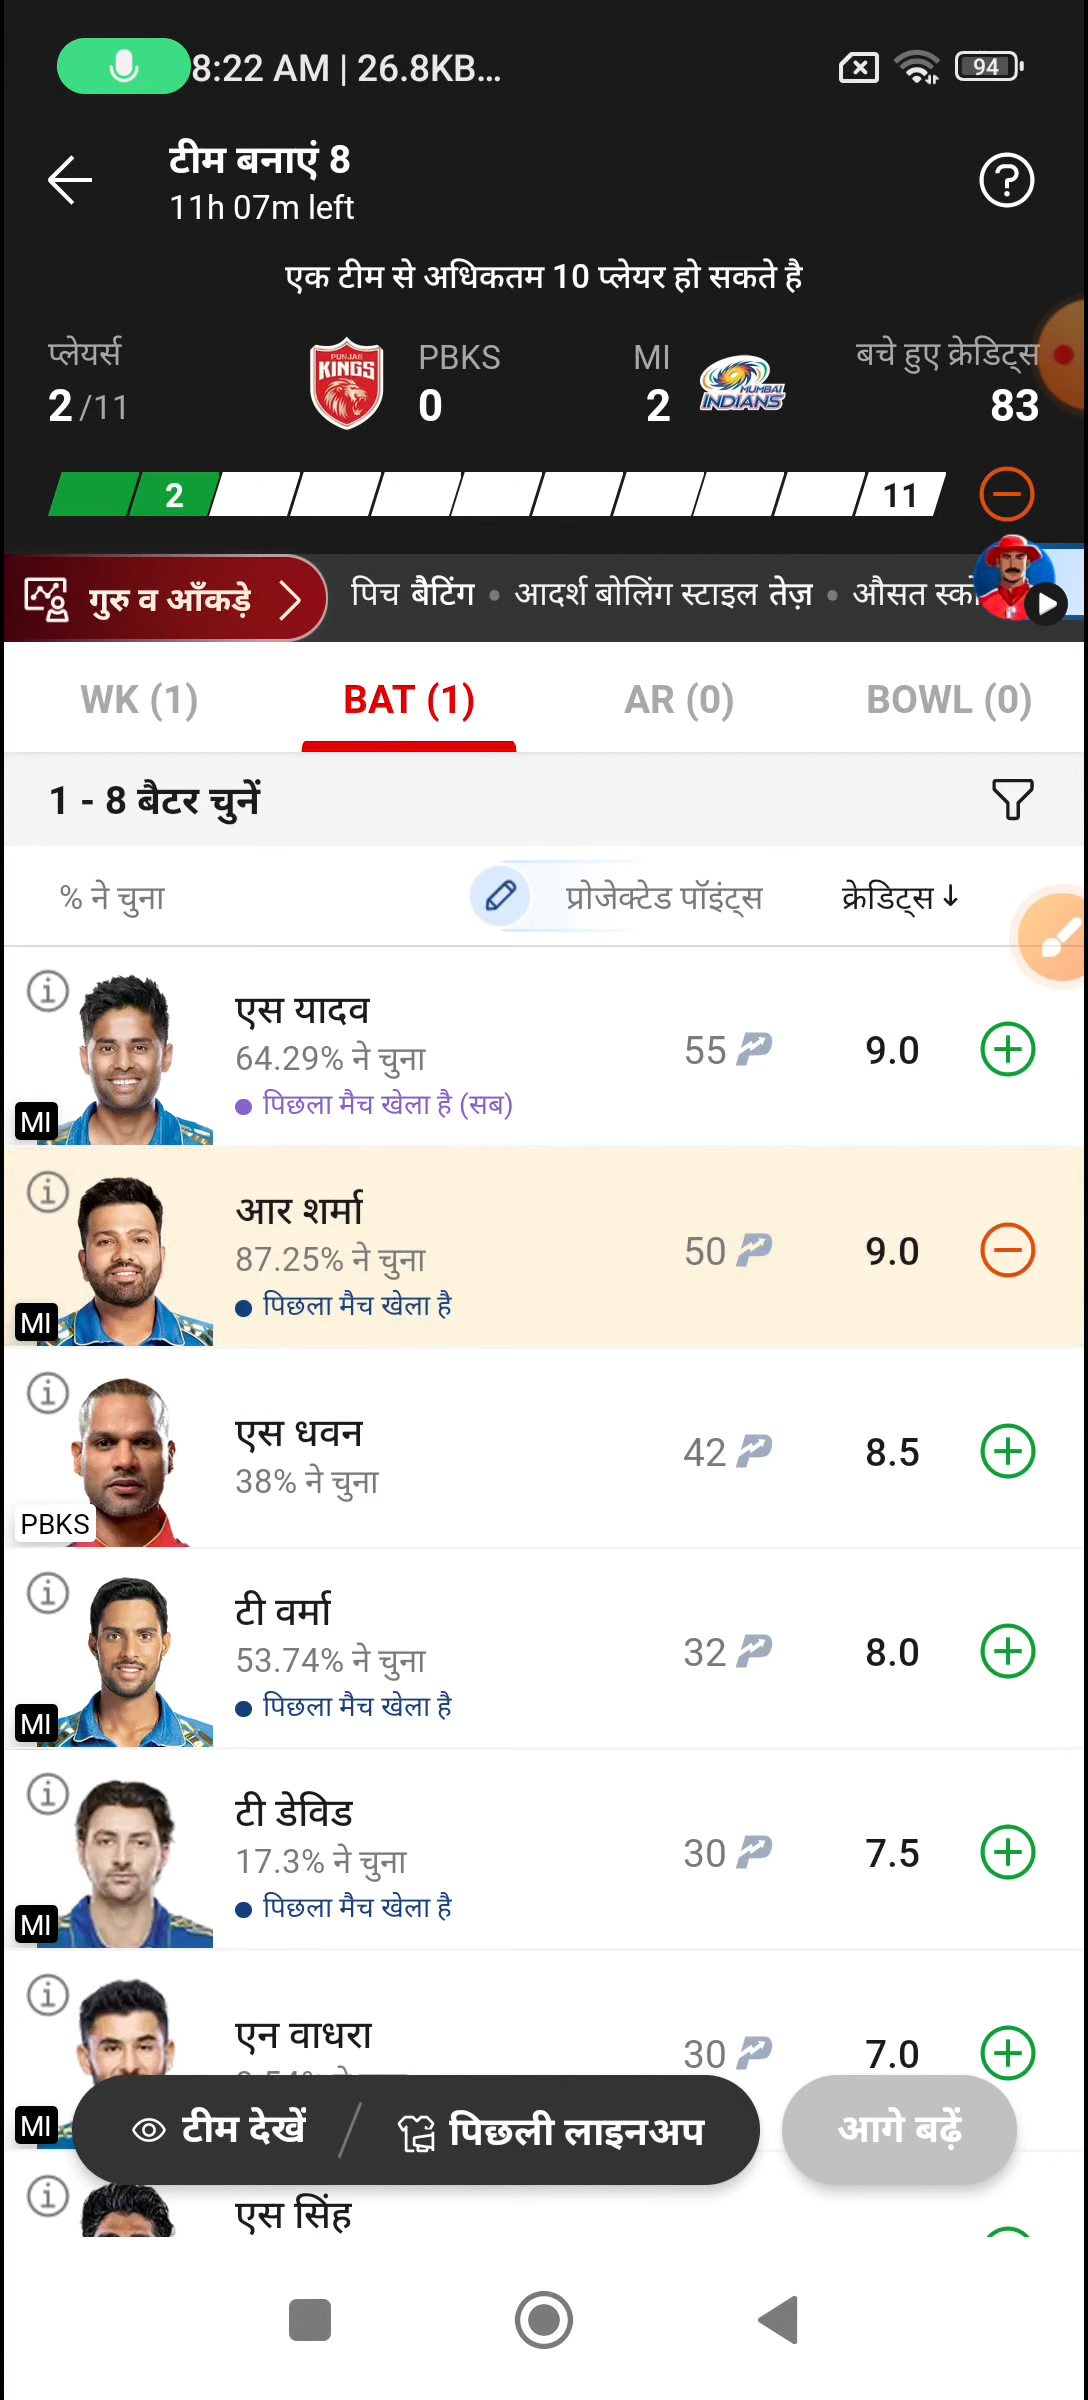 8:22 AM | 26.8KB...
94
टीम बनाएं 8
11h 07m left
एक टीम से अधिकतम 10 प्लेयर हो सकते है
प्लेयर्स
2 /11
PUNJAB KINGS
PBKS
0
MI
2
MUMBAI INDIANS
बचे हुए क्रेडिट्स
83
2
11
गुरु व आँकड़े
पिच बैटिंग • आदर्श बोलिंग स्टाइल तेज़ • औसत स्को
WK (1)
BAT (1)
AR (0)
BOWL (0)
1 - 8 बैटर चुनें
% ने चुना
प्रोजेक्टेड पॉइंट्स
क्रेडिट्स ↓
एस यादव
64.29% ने चुना
पिछला मैच खेला है (सब)
MI
55
9.0
आर शर्मा
87.25% ने चुना
पिछला मैच खेला है
MI
50
9.0
एस धवन
38% ने चुना
PBKS
42
8.5
टी वर्मा
53.74% ने चुना
पिछला मैच खेला है
MI
32
8.0
टी डेविड
17.3% ने चुना
पिछला मैच खेला है
MI
30
7.5
एन वाधरा
MI
30
7.0
टीम देखें
पिछली लाइनअप
आगे बढ़ें
एस सिंह